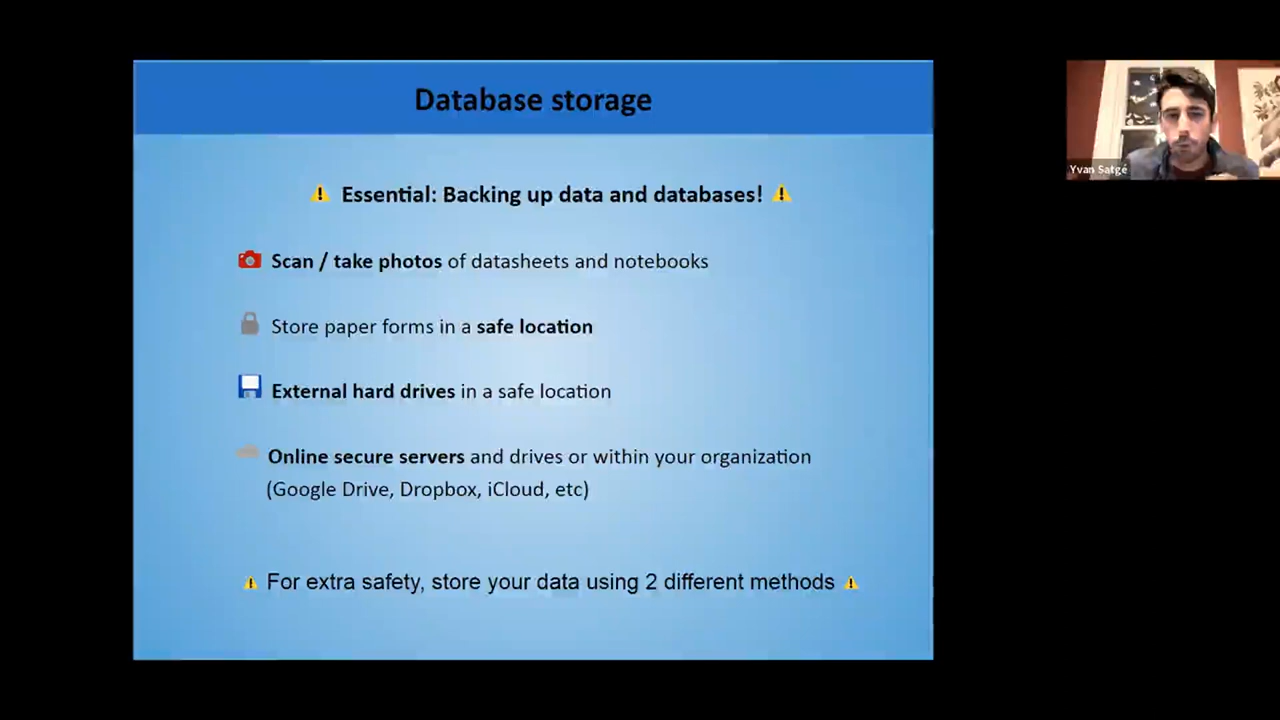 Database storage
Essential: Backing up data and databases!
Scan / take photos of datasheets and notebooks
Store paper forms in a safe location
External hard drives in a safe location
Online secure servers and drives or within your organization
(Google Drive, Dropbox, iCloud, etc)
For extra safety, store your data using 2 different methods
Yvan Satgé